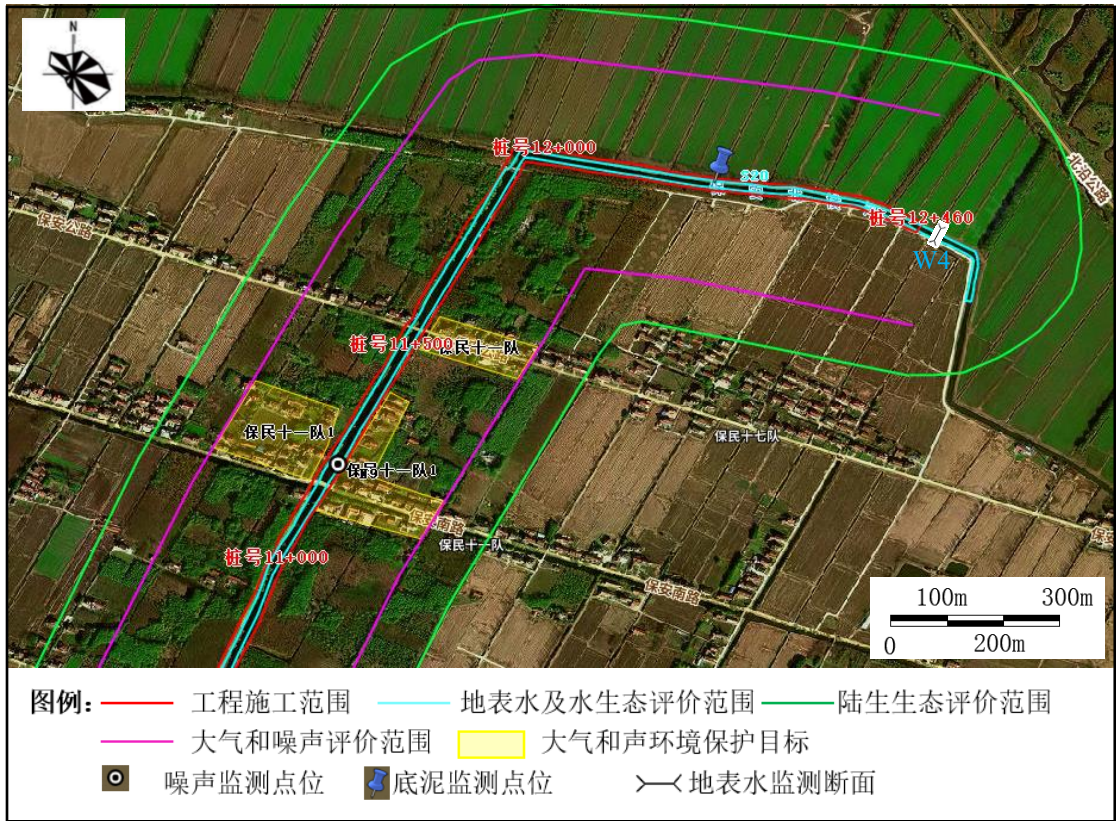 N
桩号12+000
北沿公路
S20
保安公路
桩号12+460
W4
桩号11+500
保民十一队
保民十一队1
保民十七队
保民十一队1
保安南路
保民十一队
桩号11+000
保安南路
100m 300m
0 200m
图例: 工程施工范围 地表水及水生态评价范围 陆生生态评价范围
大气和噪声评价范围 大气和声环境保护目标
噪声监测点位 底泥监测点位 地表水监测断面